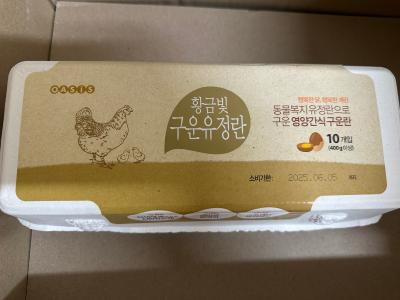 OASIS
황금빛
구운유정란
행복한 닭, 행복한 계란
동물복지유정란으로
구운 영양간식 구운란
10개입
(400g이상)
소비기한: 2025.06.05 까지